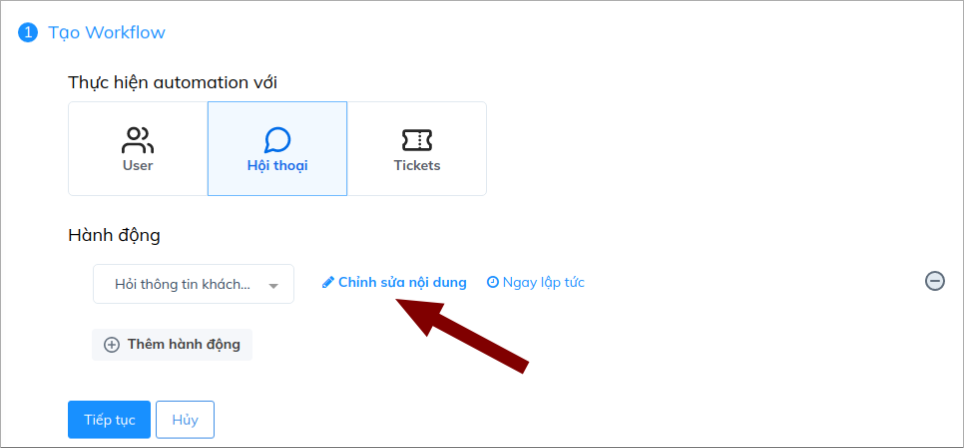 1 Tạo Workflow
Thực hiện automation với
User
Hội thoại
Tickets
Hành động
Hỏi thông tin khách...
Chỉnh sửa nội dung
Ngay lập tức
Thêm hành động
Tiếp tục
Hủy